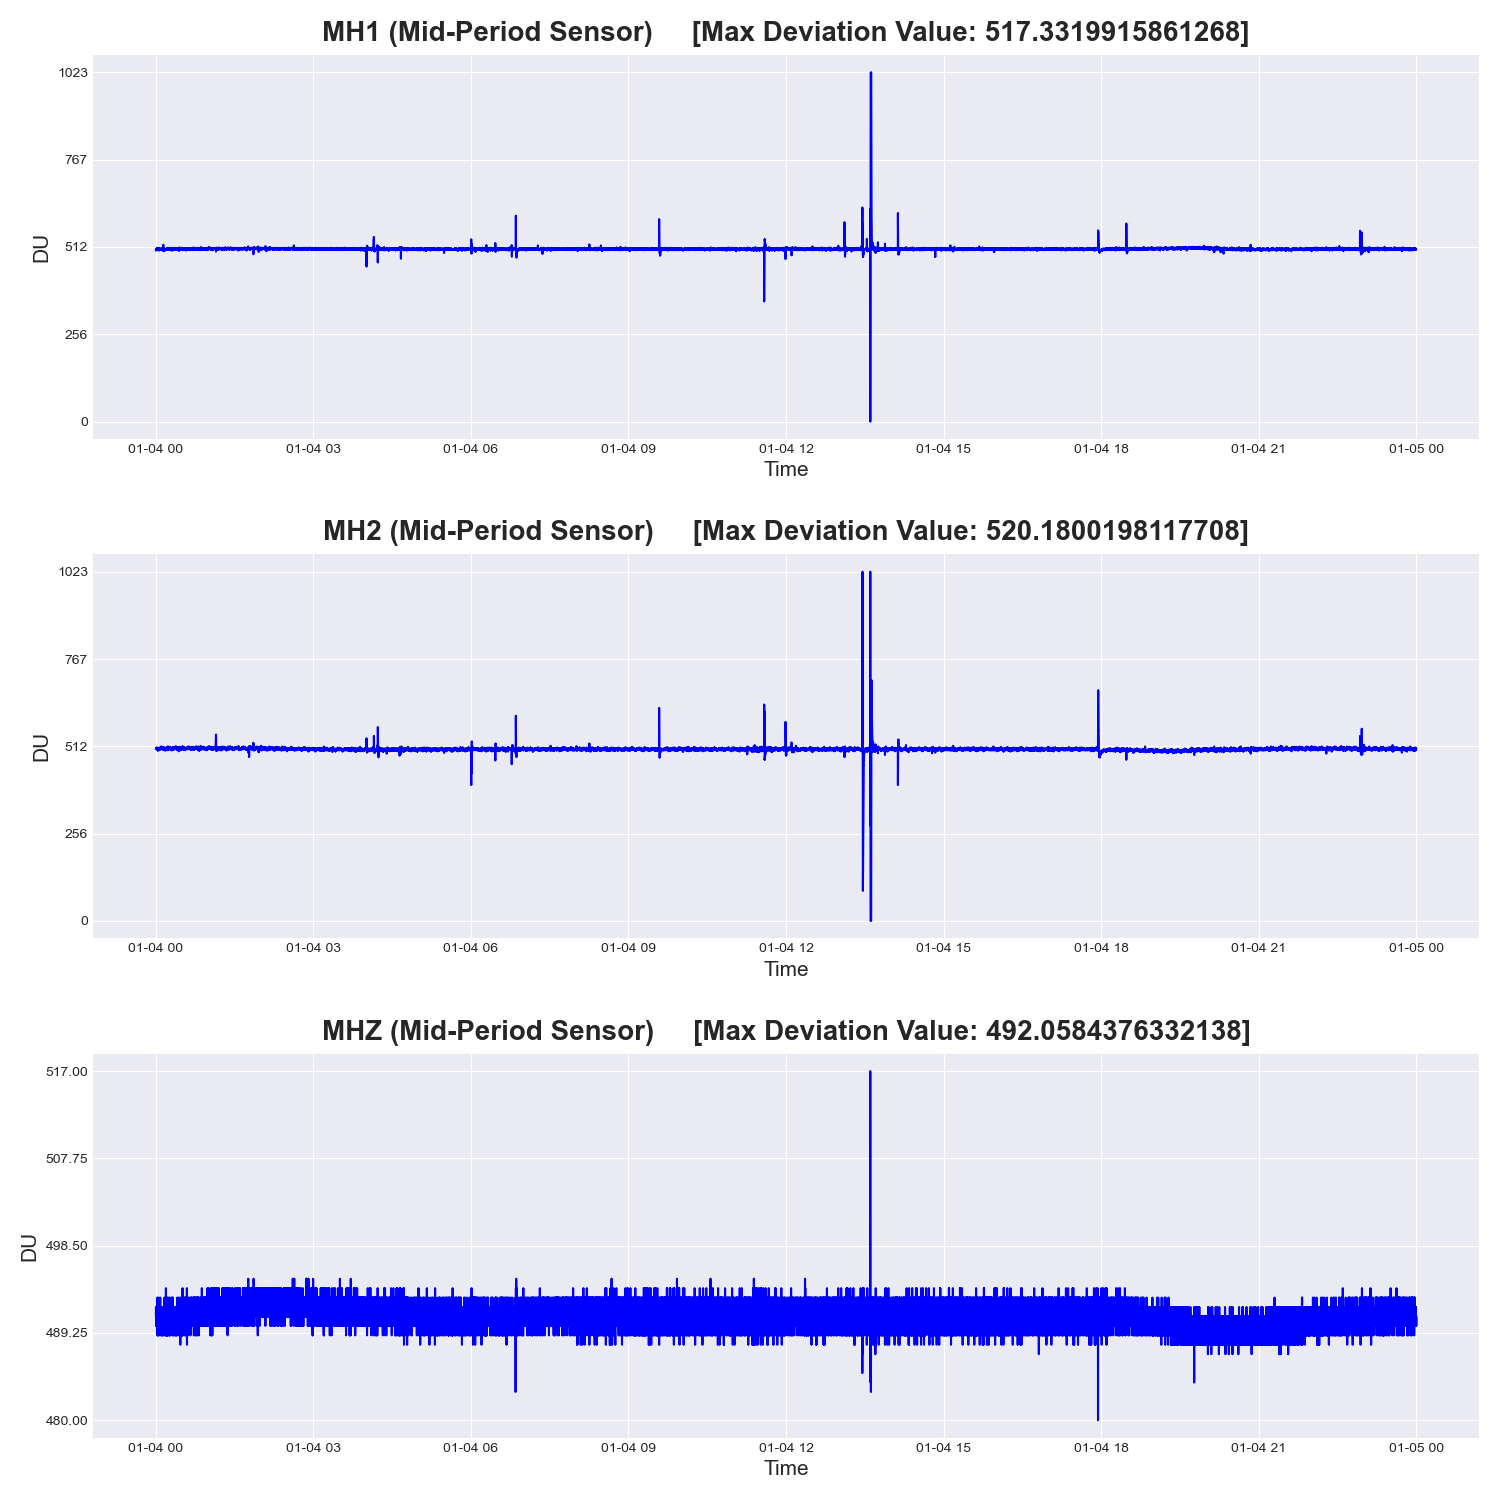 MH1 (Mid-Period Sensor) [Max Deviation Value: 517.3319915861268]
1023
767
512
256
0
DU
01-04 00 01-04 03 01-04 06 01-04 09 01-04 12 01-04 15 01-04 18 01-04 21 01-05 00
Time
MH2 (Mid-Period Sensor) [Max Deviation Value: 520.1800198117708]
1023
767
512
256
0
DU
01-04 00 01-04 03 01-04 06 01-04 09 01-04 12 01-04 15 01-04 18 01-04 21 01-05 00
Time
MHZ (Mid-Period Sensor) [Max Deviation Value: 492.0584376332138]
517.00
507.75
498.50
489.25
480.00
DU
01-04 00 01-04 03 01-04 06 01-04 09 01-04 12 01-04 15 01-04 18 01-04 21 01-05 00
Time